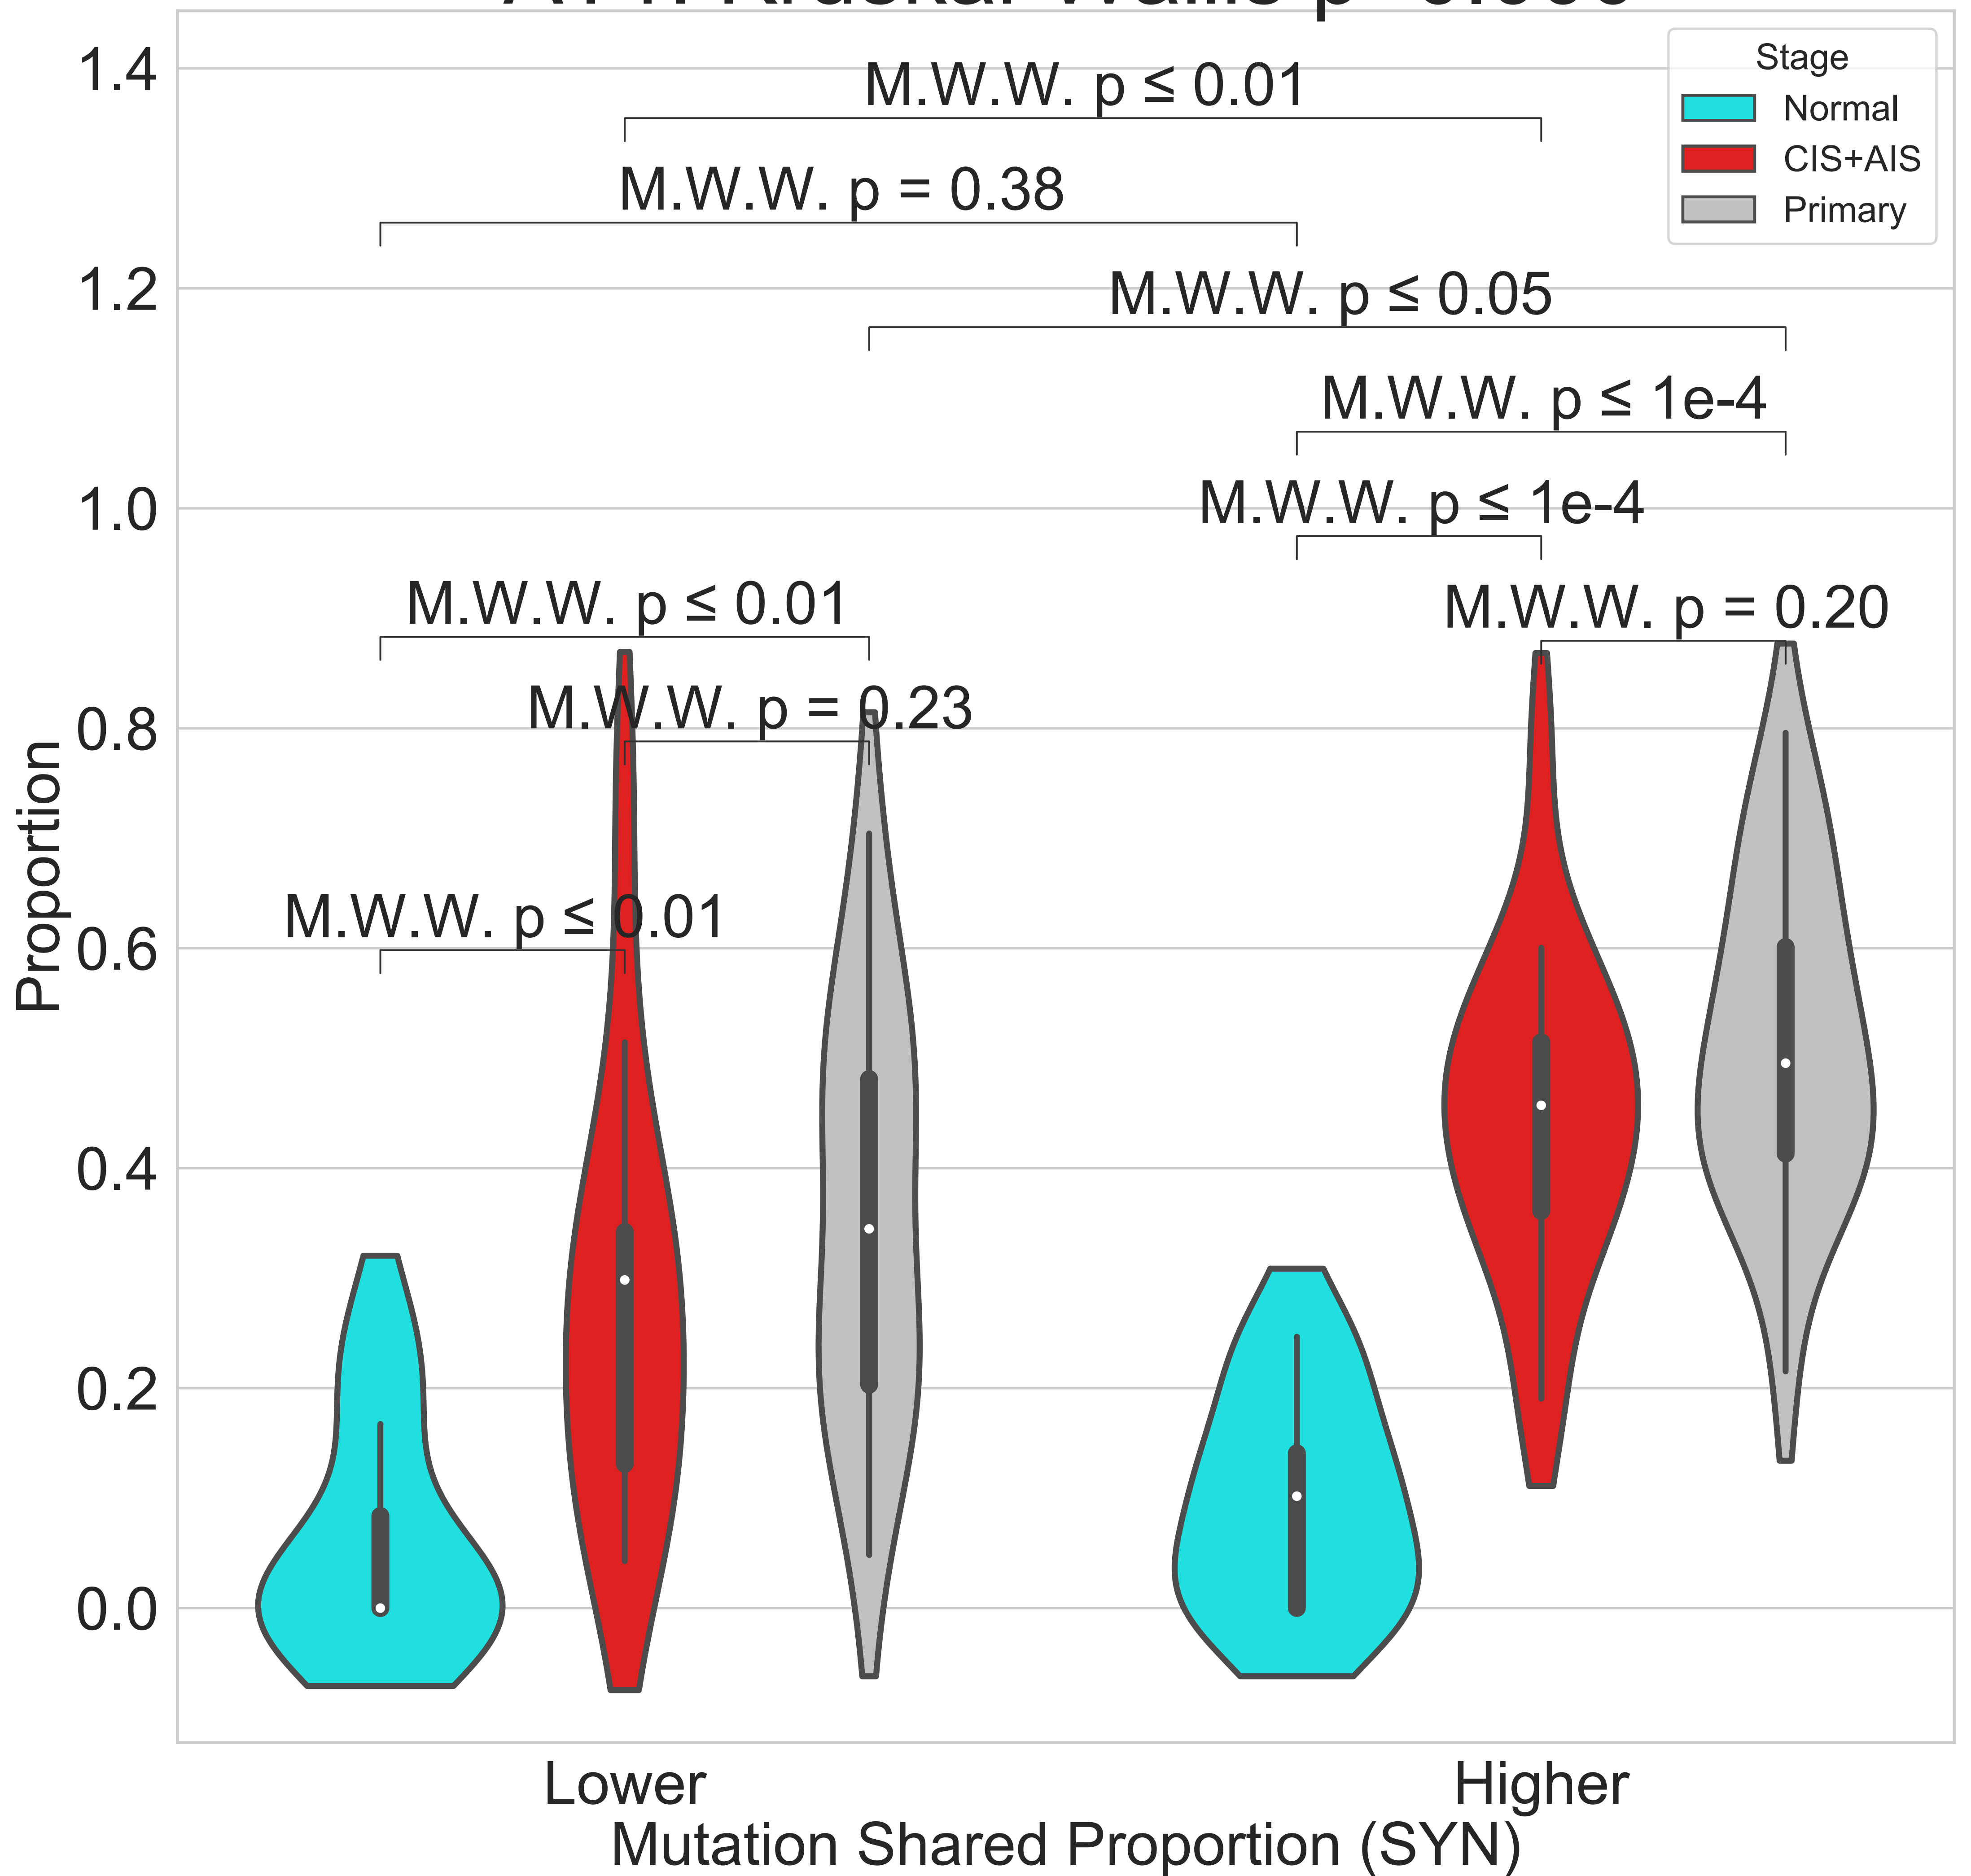 Stage
Normal
CIS+AIS
Primary
M.W.W. p ≤ 0.01
M.W.W. p = 0.38
M.W.W. p ≤ 0.05
M.W.W. p ≤ 1e-4
M.W.W. p ≤ 1e-4
M.W.W. p = 0.20
M.W.W. p ≤ 0.01
M.W.W. p = 0.23
M.W.W. p ≤ 0.01
1.4
1.2
1.0
0.8
0.6
0.4
0.2
0.0
Proportion
Lower
Higher
Mutation Shared Proportion (SYN)